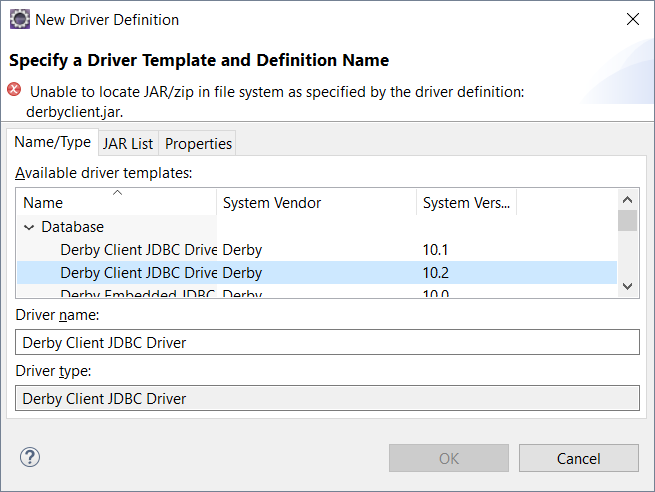 New Driver Definition
Specify a Driver Template and Definition Name
Unable to locate JAR/zip in file system as specified by the driver definition:
derbyclient.jar.
Name/Type JAR List Properties
Available driver templates:
Name System Vendor System Vers...
Database
Derby Client JDBC Drive Derby 10.1
Derby Client JDBC Drive Derby 10.2
Derby Embedded JDBC Derby 10.0
Driver name:
Derby Client JDBC Driver
Driver type:
Derby Client JDBC Driver
? OK Cancel